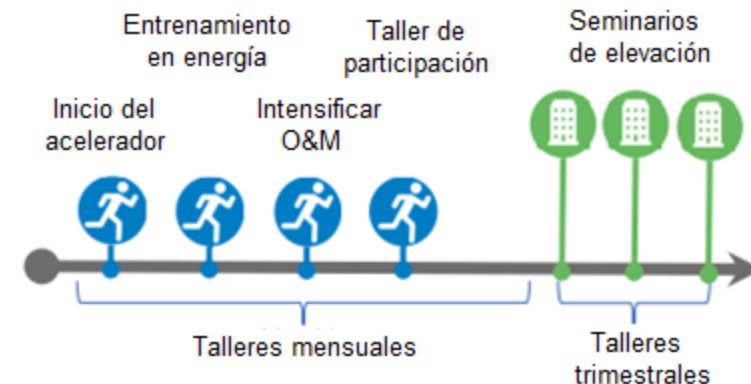 Entrenamiento
en energía
Taller de
participación
Seminarios
de elevación
Inicio del
acelerador
Intensificar
O&M
Talleres mensuales
Talleres
trimestrales